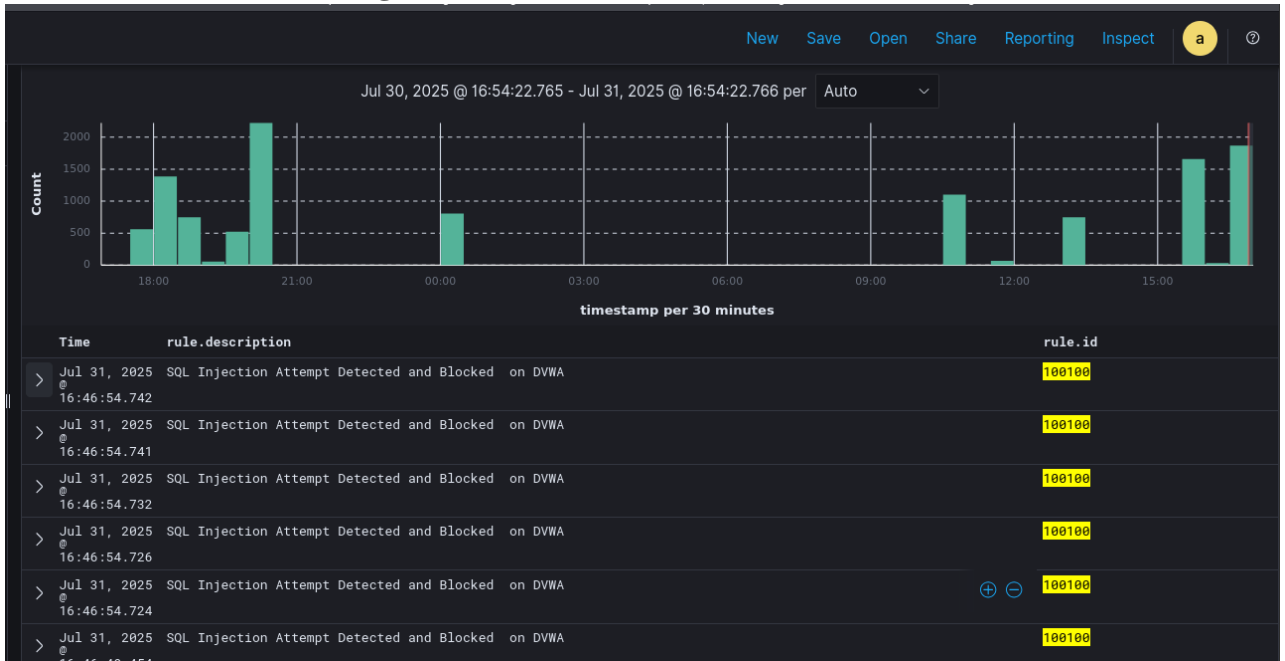 New Save Open Share Reporting Inspect a
Jul 30, 2025 @ 16:54:22.765 - Jul 31, 2025 @ 16:54:22.766 per Auto
Count
2000
1500
1000
500
0
18:00 21:00 00:00 03:00 06:00 09:00 12:00 15:00
timestamp per 30 minutes
Time rule.description rule.id
Jul 31, 2025 SQL Injection Attempt Detected and Blocked on DVWA 100100
@
16:46:54.742
Jul 31, 2025 SQL Injection Attempt Detected and Blocked on DVWA 100100
@
16:46:54.741
Jul 31, 2025 SQL Injection Attempt Detected and Blocked on DVWA 100100
@
16:46:54.732
Jul 31, 2025 SQL Injection Attempt Detected and Blocked on DVWA 100100
@
16:46:54.726
Jul 31, 2025 SQL Injection Attempt Detected and Blocked on DVWA 100100
@
16:46:54.724
Jul 31, 2025 SQL Injection Attempt Detected and Blocked on DVWA 100100
@